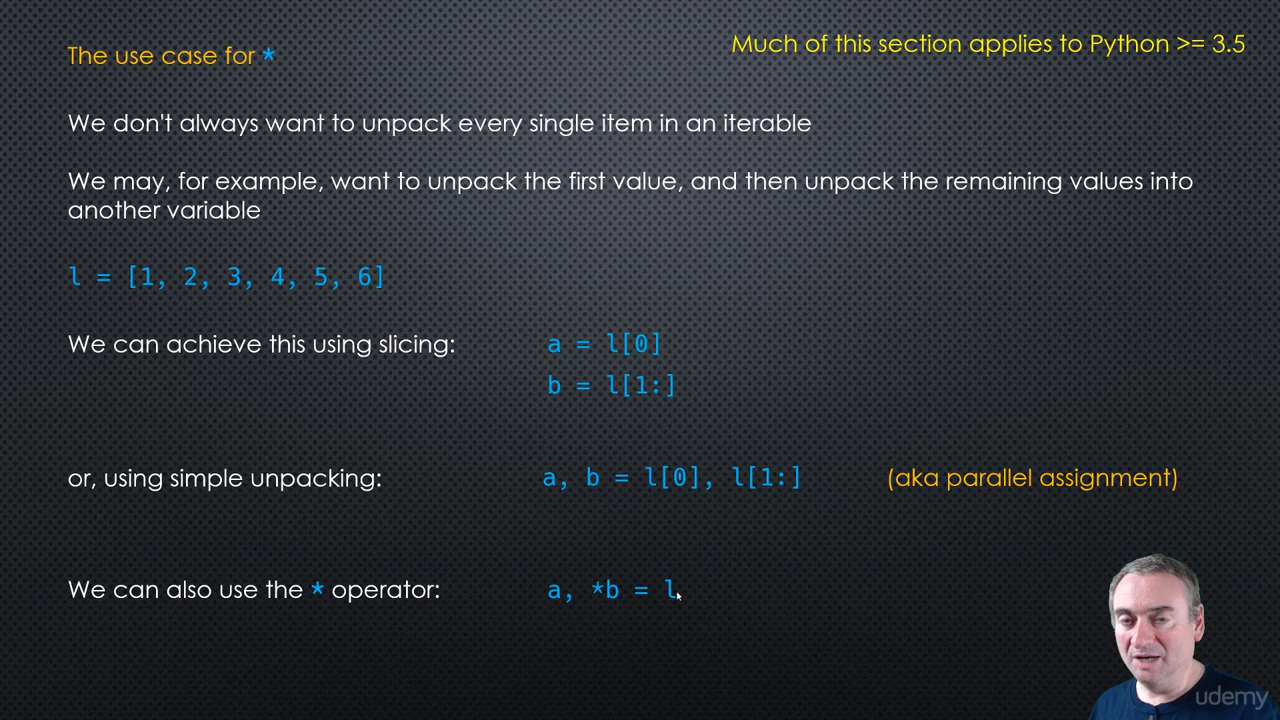 The use case for *
Much of this section applies to Python >= 3.5
We don't always want to unpack every single item in an iterable
We may, for example, want to unpack the first value, and then unpack the remaining values into
another variable
l = [1, 2, 3, 4, 5, 6]
We can achieve this using slicing: a = l[0]
b = l[1:]
or, using simple unpacking: a, b = l[0], l[1:] (aka parallel assignment)
We can also use the * operator: a, *b = l
udemy